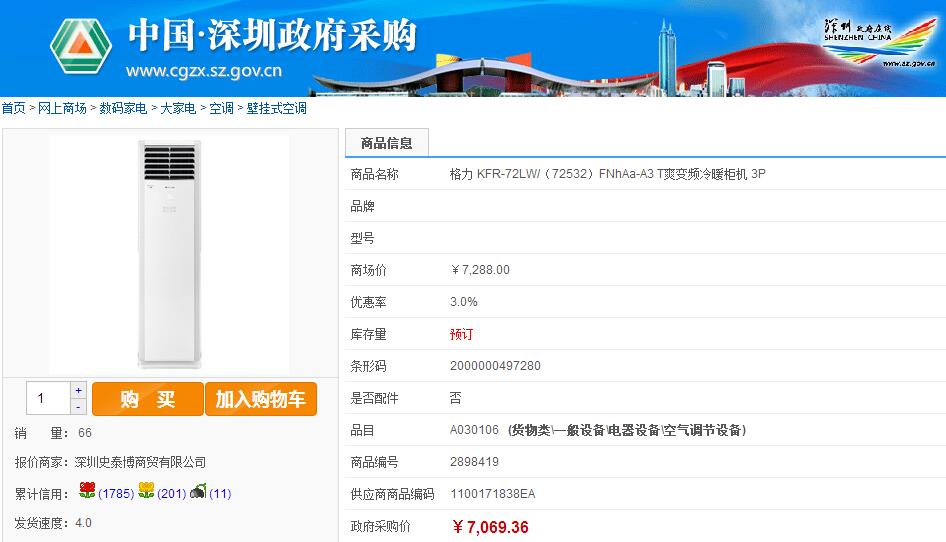 中国·深圳政府采购
www.cgzx.sz.gov.cn
深圳 政府在线
SHENZHEN CHINA
www.sz.gov.cn
首页 > 网上商场 > 数码家电 > 大家电 > 空调 > 壁挂式空调
商品信息
商品名称 格力 KFR-72LW/（72532）FNhAa-A3 T爽变频冷暖柜机 3P
品牌
型号
商场价 ￥7,288.00
优惠率 3.0%
库存量 预订
条形码 2000000497280
是否配件 否
品目 A030106 (货物类\一般设备\电器设备\空气调节设备)
商品编号 2898419
供应商商品编码 1100171838EA
政府采购价 ￥7,069.36
1 + - 购 买 加入购物车
销 量: 66
报价商家: 深圳史泰博商贸有限公司
累计信用: (1785) (201) (11)
发货速度: 4.0